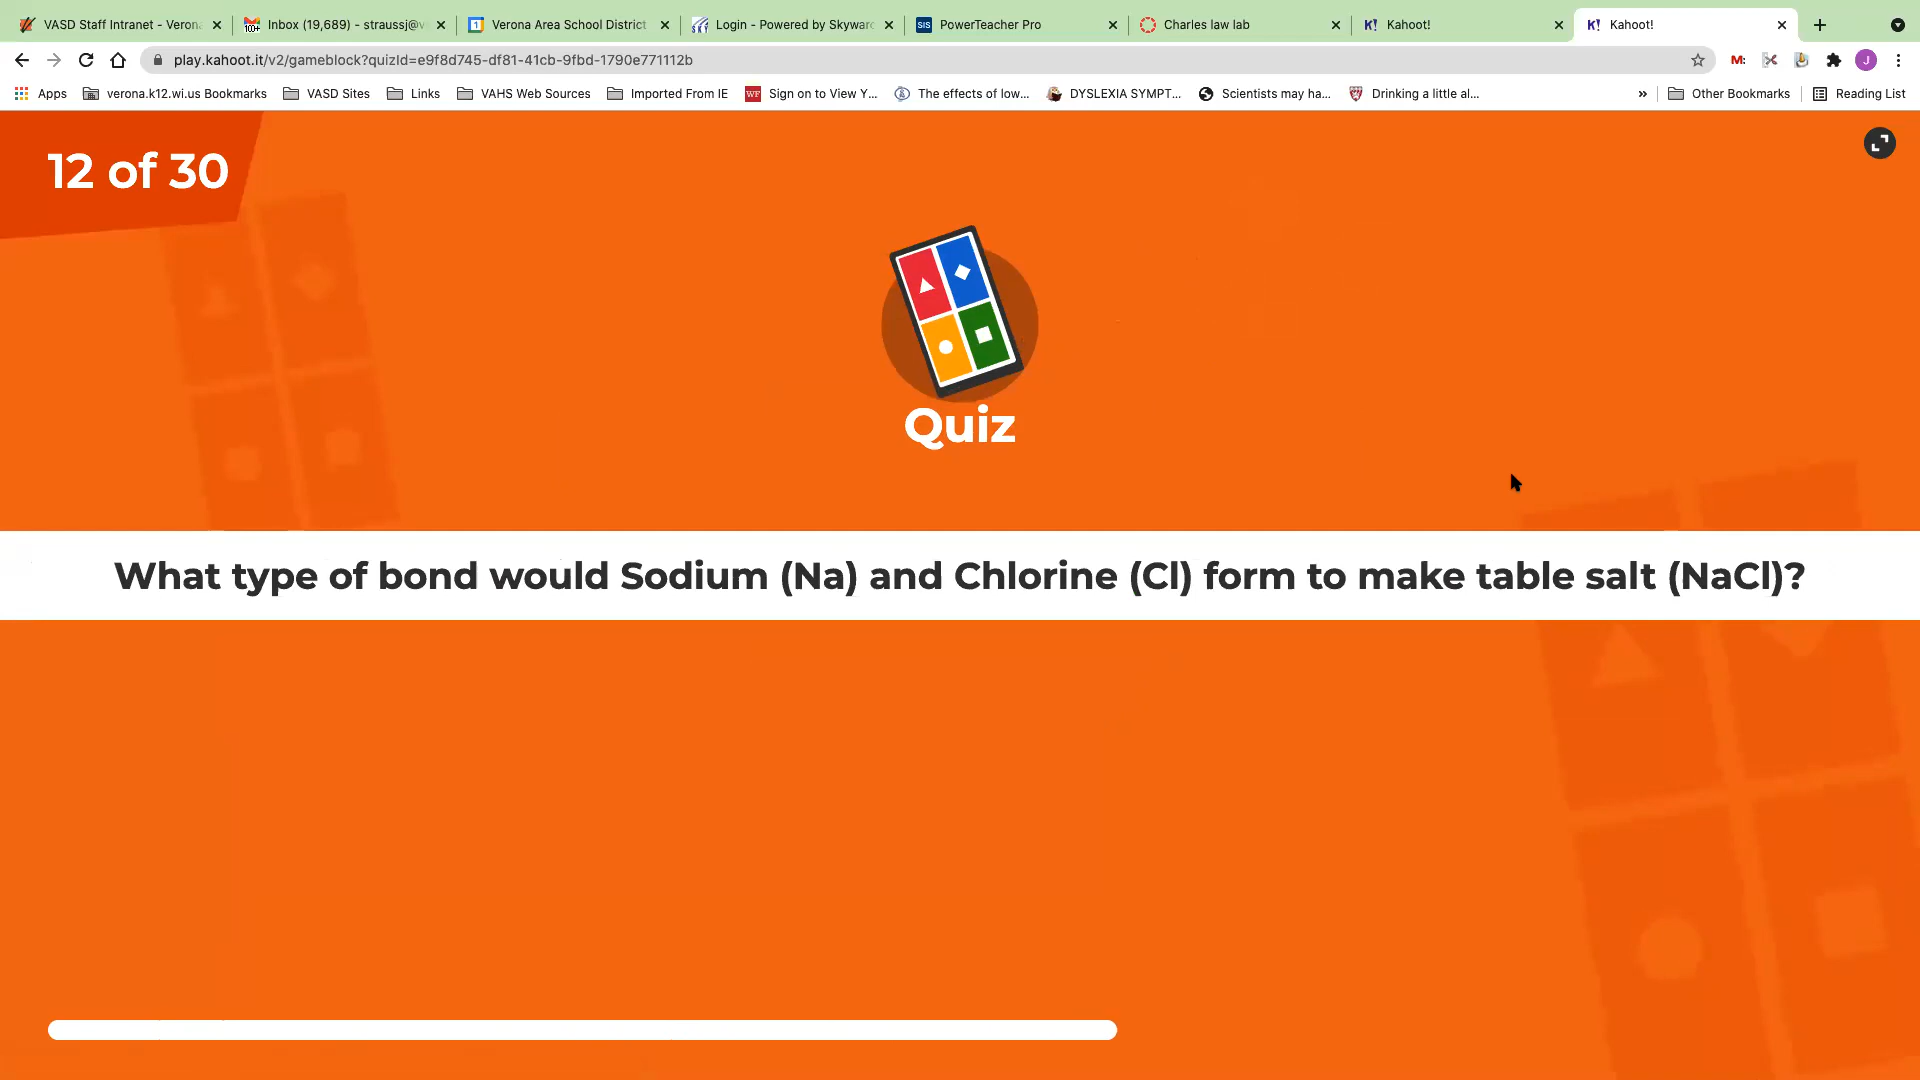 VASD Staff Intranet - Verona
Inbox (19,689) - straussj@v
Verona Area School District
Login - Powered by Skyward
PowerTeacher Pro
Charles law lab
Kahoot!
Kahoot!
play.kahoot.it/v2/gameblock?quizId=e9f8d745-df81-41cb-9fbd-1790e771112b
Apps
verona.k12.wi.us Bookmarks
VASD Sites
Links
VAHS Web Sources
Imported From IE
Sign on to View Y...
The effects of low...
DYSLEXIA SYMPT...
Scientists may ha...
Drinking a little al...
»
Other Bookmarks
Reading List
12 of 30
Quiz
What type of bond would Sodium (Na) and Chlorine (Cl) form to make table salt (NaCl)?